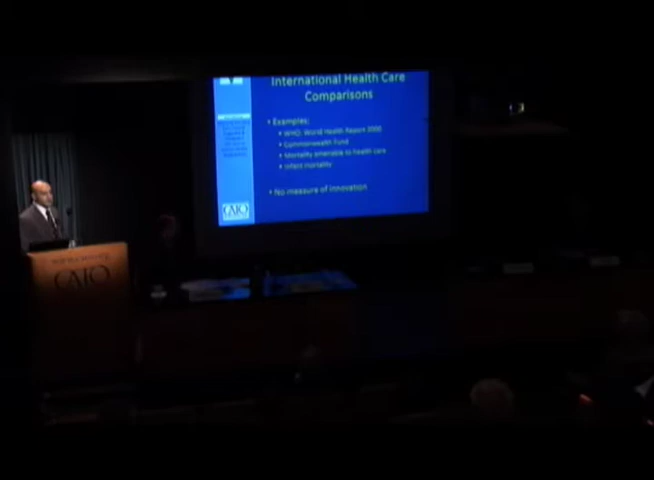 International Health Care
Comparisons
• Examples:
• WHO, World Health Report 2000
• Commonwealth Fund
• Mortality amenable to health care
• Infant mortality
• No measure of innovation
CATO
CATO